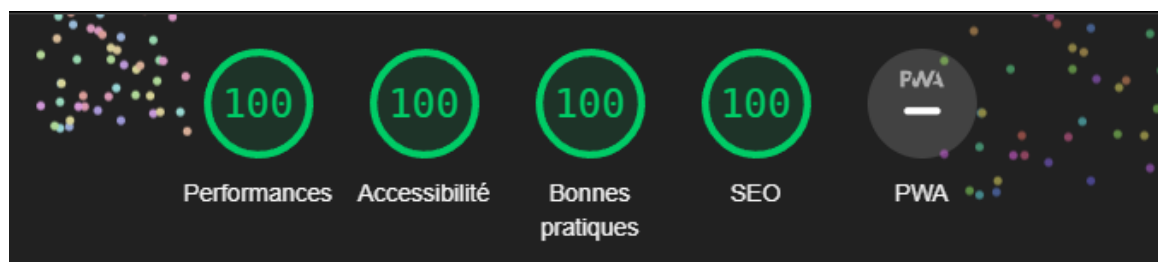 100 100 100 100 PWA
Performances Accessibilité Bonnes pratiques SEO PWA